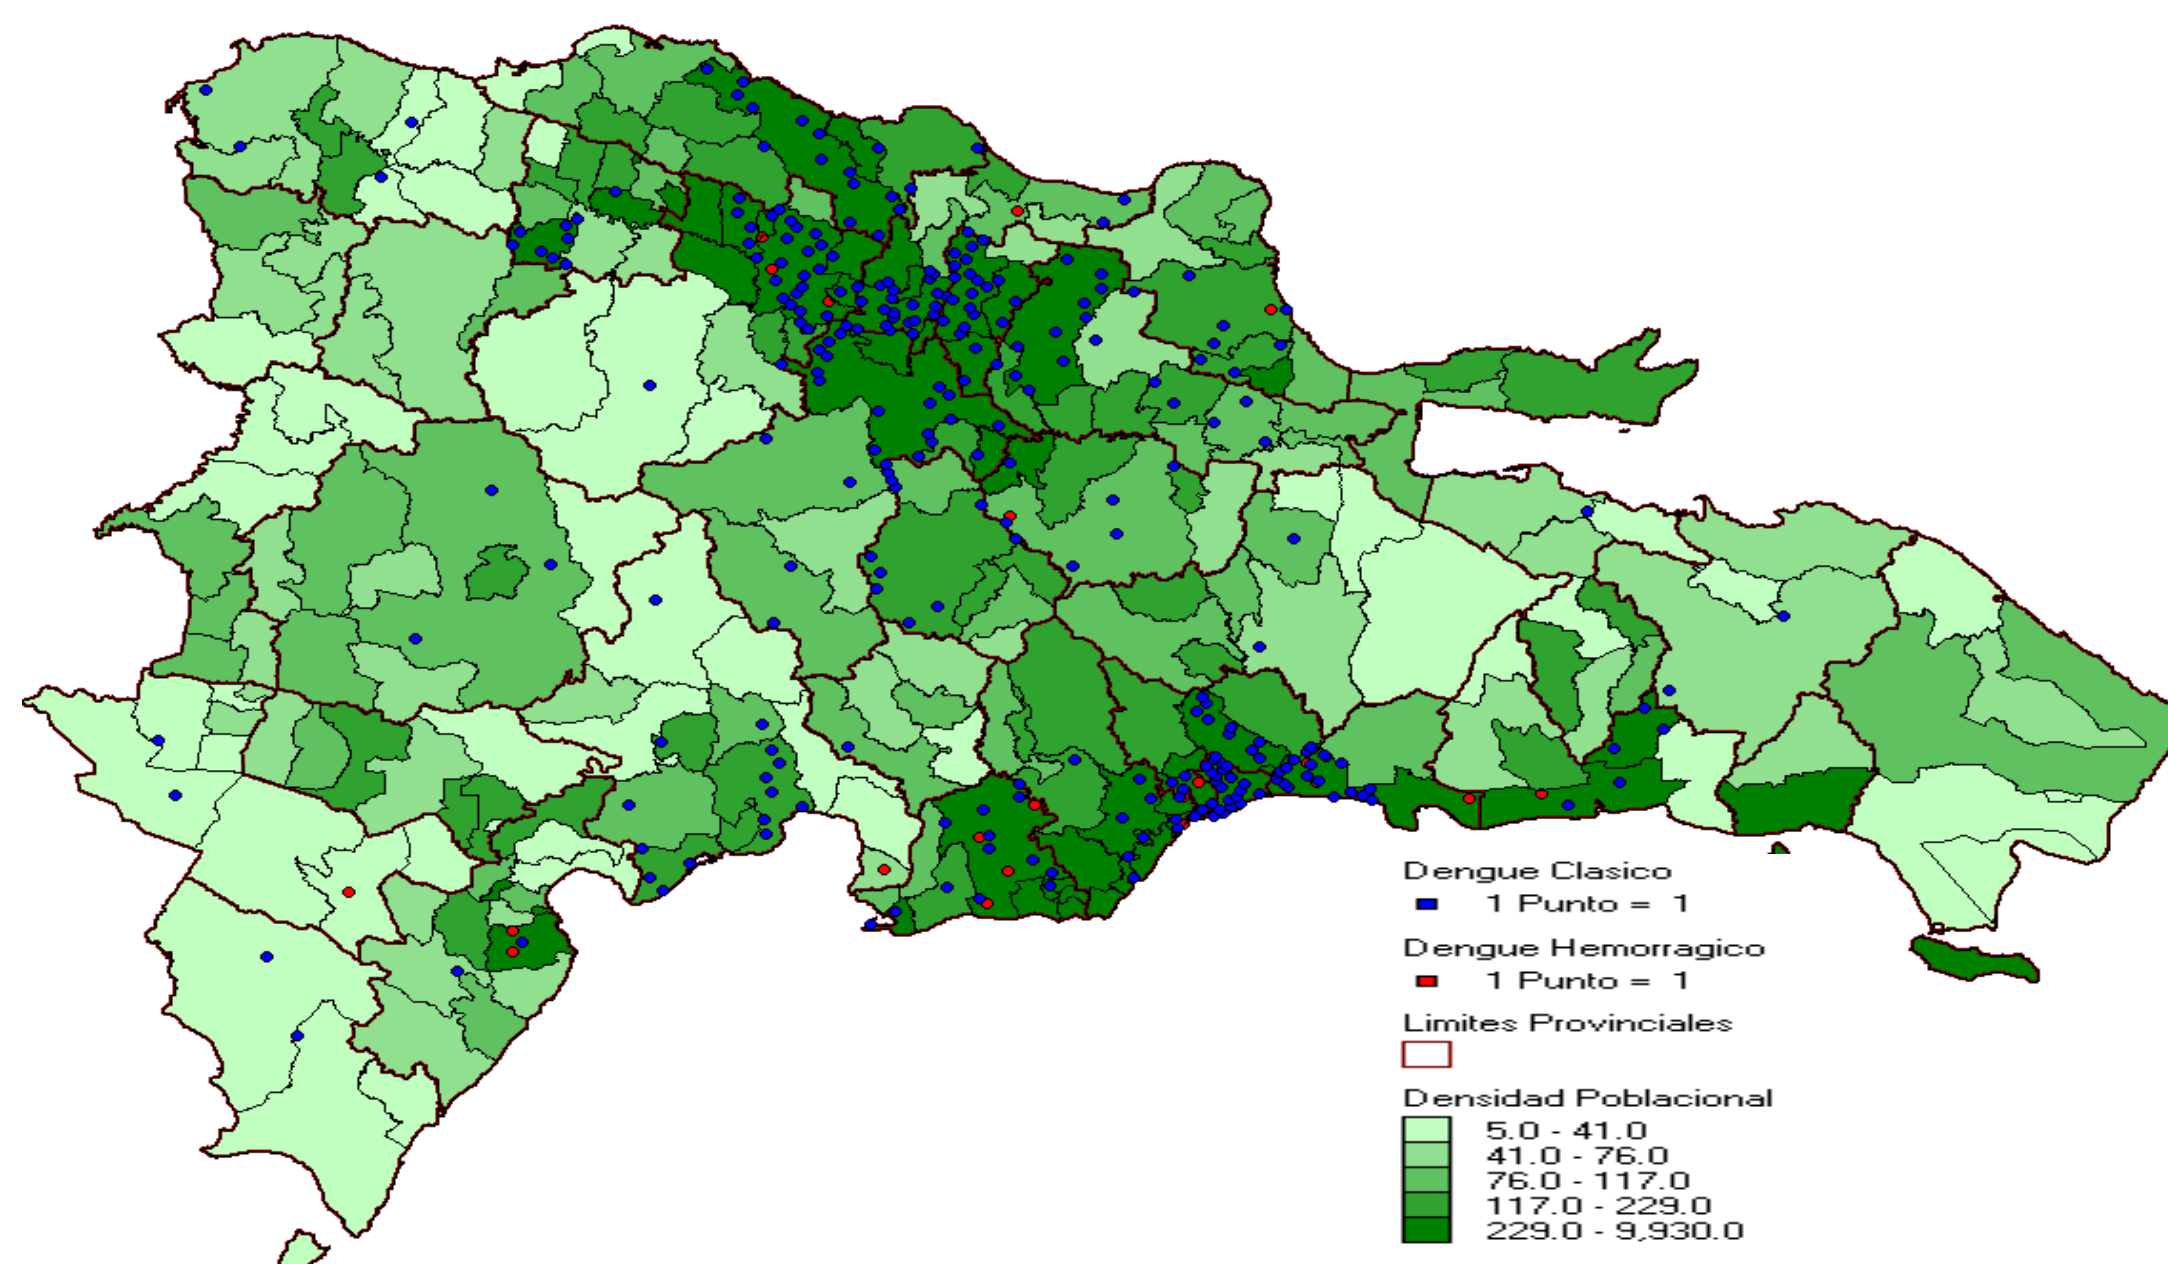 Dengue Clasico
1 Punto = 1
Dengue Hemorragico
1 Punto = 1
Limites Provinciales
Densidad Poblacional
5.0 - 41.0
41.0 - 76.0
76.0 - 117.0
117.0 - 229.0
229.0 - 9,930.0